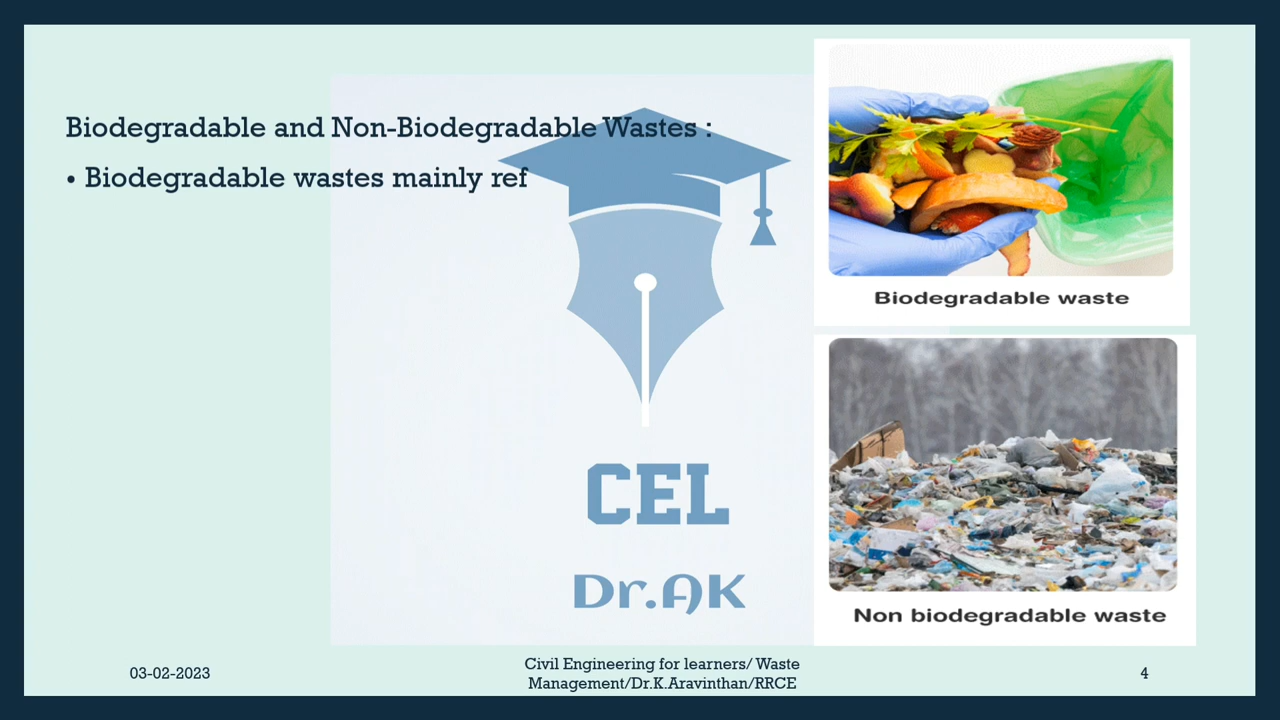 Biodegradable and Non-Biodegradable Wastes :
• Biodegradable wastes mainly ref
Biodegradable waste
CEL
Dr.AK
Non biodegradable waste
03-02-2023
Civil Engineering for learners/ Waste
Management/Dr.K.Aravinthan/RRCE
4